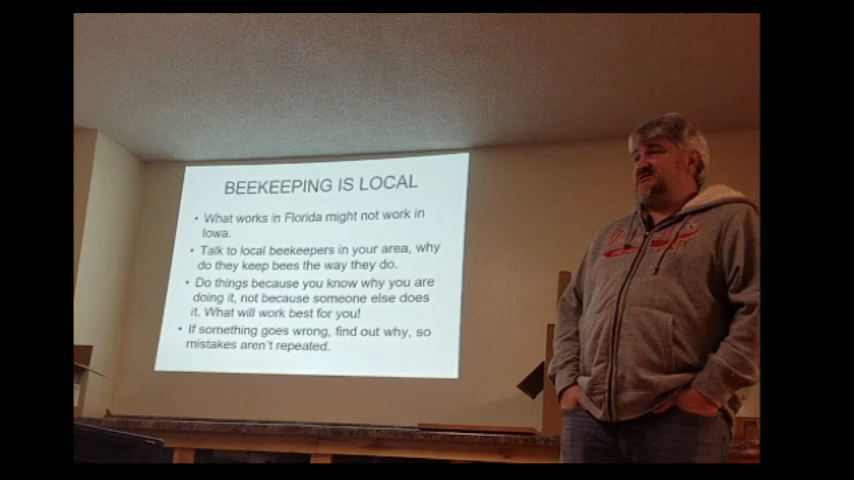 BEEKEEPING IS LOCAL
• What works in Florida might not work in
Iowa.
• Talk to local beekeepers in your area, why
do they keep bees the way they do.
• Do things because you know why you are
doing it, not because someone else does
it. What will work best for you!
• If something goes wrong, find out why, so
mistakes aren't repeated.